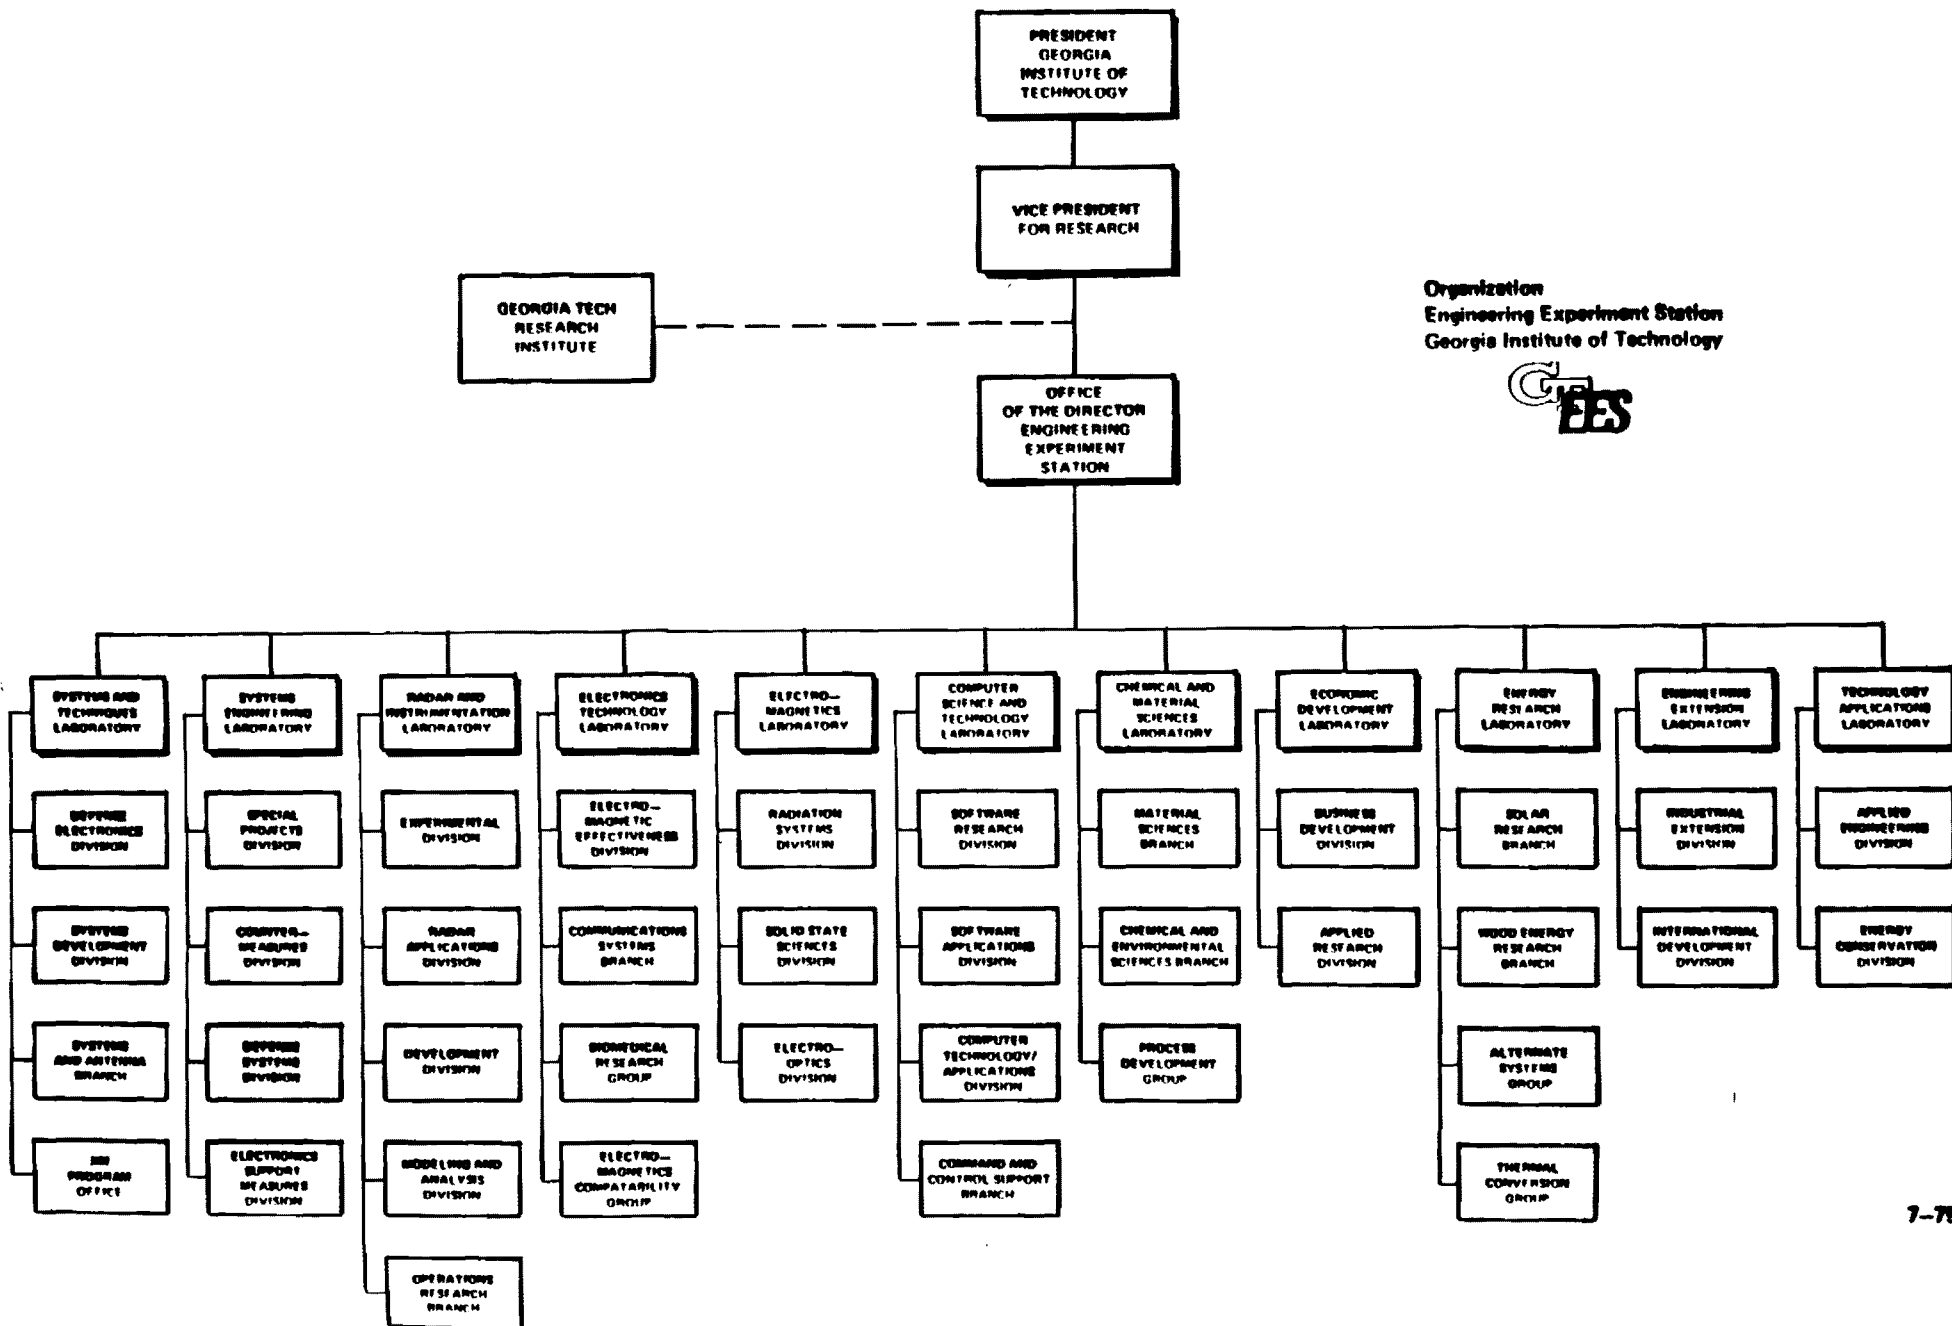 PRESIDENT
GEORGIA
INSTITUTE OF
TECHNOLOGY
VICE PRESIDENT
FOR RESEARCH
GEORGIA TECH
RESEARCH
INSTITUTE
Organization
Engineering Experiment Station
Georgia Institute of Technology
GT EES
OFFICE
OF THE DIRECTOR
ENGINEERING
EXPERIMENT
STATION
SYSTEMS AND
TECHNIQUES
LABORATORY
DEFENSE
ELECTRONICS
DIVISION
SYSTEMS
DEVELOPMENT
DIVISION
SYSTEMS
AND ANTENNA
BRANCH
PROGRAM
OFFICE
SYSTEMS
ENGINEERING
LABORATORY
SPECIAL
PROJECTS
DIVISION
COUNTER—
MEASURES
DIVISION
DEFENSE
SYSTEMS
DIVISION
ELECTRONICS
SUPPORT
MEASURES
DIVISION
RADAR AND
INSTRUMENTATION
LABORATORY
EXPERIMENTAL
DIVISION
RADAR
APPLICATIONS
DIVISION
DEVELOPMENT
DIVISION
MODELING AND
ANALYSIS
DIVISION
OPERATIONS
RESEARCH
BRANCH
ELECTRONICS
TECHNOLOGY
LABORATORY
ELECTRO—
MAGNETIC
EFFECTIVENESS
DIVISION
COMMUNICATIONS
SYSTEMS
BRANCH
BIOMEDICAL
RESEARCH
GROUP
ELECTRO—
MAGNETICS
COMPATABILITY
GROUP
ELECTRO—
MAGNETICS
LABORATORY
RADIATION
SYSTEMS
DIVISION
SOLID STATE
SCIENCES
DIVISION
ELECTRO—
OPTICS
DIVISION
COMPUTER
SCIENCE AND
TECHNOLOGY
LABORATORY
SOFTWARE
RESEARCH
DIVISION
SOFTWARE
APPLICATIONS
DIVISION
COMPUTER
TECHNOLOGY/
APPLICATIONS
DIVISION
COMMAND AND
CONTROL SUPPORT
BRANCH
CHEMICAL AND
MATERIAL
SCIENCES
LABORATORY
MATERIAL
SCIENCES
BRANCH
CHEMICAL AND
ENVIRONMENTAL
SCIENCES BRANCH
PROCESS
DEVELOPMENT
GROUP
ECONOMIC
DEVELOPMENT
LABORATORY
BUSINESS
DEVELOPMENT
DIVISION
APPLIED
RESEARCH
DIVISION
ENERGY
RESEARCH
LABORATORY
SOLAR
RESEARCH
BRANCH
WOOD ENERGY
RESEARCH
BRANCH
ALTERNATE
SYSTEMS
GROUP
THERMAL
CONVERSION
GROUP
ENGINEERING
EXTENSION
LABORATORY
INDUSTRIAL
EXTENSION
DIVISION
INTERNATIONAL
DEVELOPMENT
DIVISION
TECHNOLOGY
APPLICATIONS
LABORATORY
APPLIED
ENGINEERING
DIVISION
ENERGY
CONSERVATION
DIVISION
7—79